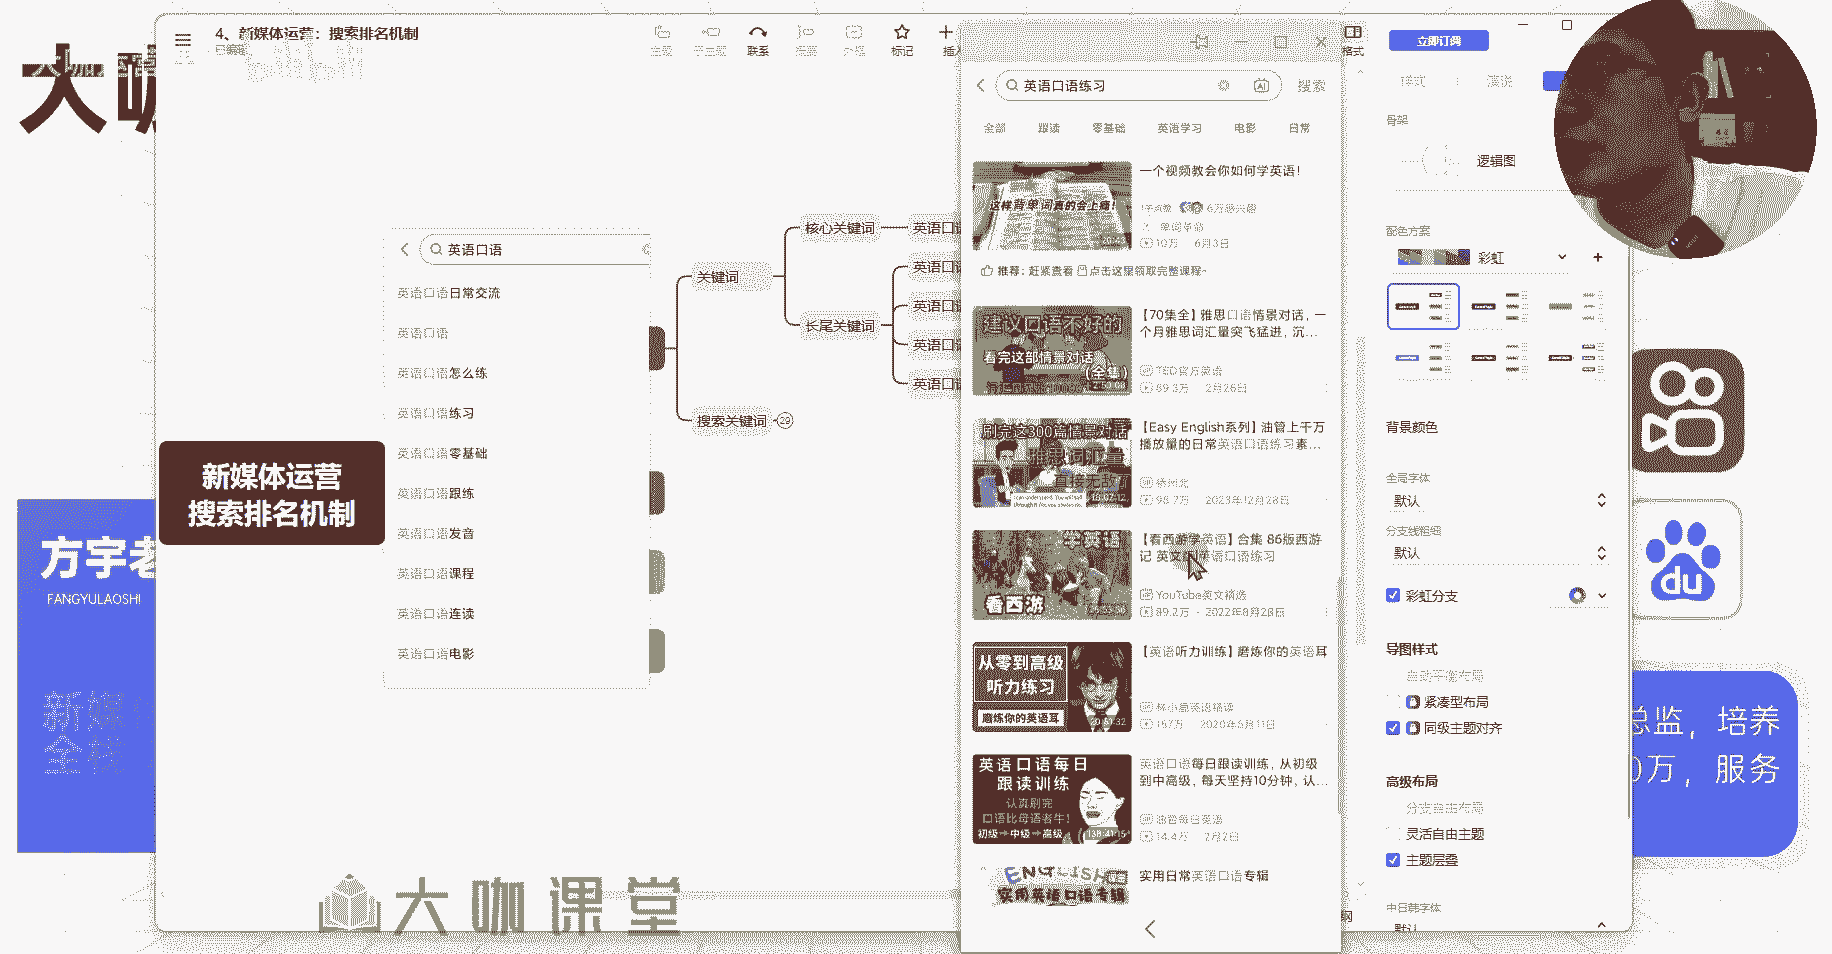 大咖
4、新媒体运营：搜索排名机制
已编辑
bilibili
主题
子主题
联系
概要
外框
标记
插入
格式
立即订阅
样式
演说
骨架
逻辑图
配色方案
彩虹
背景颜色
全局字体
默认
分支线粗细
默认
彩虹分支
导图样式
自动平衡布局
紧凑型布局
同级主题对齐
高级布局
分支自由布局
灵活自由主题
主题层叠
中日韩字体
默认
新媒体运营
搜索排名机制
英语口语
英语口语日常交流
英语口语
英语口语怎么练
英语口语练习
英语口语零基础
英语口语跟练
英语口语发音
英语口语课程
英语口语连读
英语口语电影
关键词
核心关键词
长尾关键词
搜索关键词
29
英语口语
英语口语
英语口语
英语口语
英语口语
英语口语练习
搜索
全部
跟读
零基础
英语学习
电影
日常
这样背单词真的会上瘾！
一个视频教会你如何学英语！
10万
6月3日
推荐：赶紧查看 点击这里领取完整课程~
建议口语不好的
看完这部情景对话
(全集)
【70集全】雅思口语情景对话，一
个月雅思词汇量突飞猛进，沉...
TED官方英语
69.3万
2月26日
刷完这300篇情景对话
雅思词汇量
直接无敌了
18:02:12
【Easy English系列】油管上千万
播放量的日常英语口语练习素...
98.7万
2023年12月28日
学英语
看西游
【看西游学英语】合集 86版西游
记 英文版英语口语练习
YouTube英文精选
89.2万 · 2022年8月28日
从零到高级
听力练习
磨炼你的英语耳
20:51:32
【英语听力训练】磨炼你的英语耳
157万
2020年5月11日
英语口语每日
跟读训练
认真刷完
口语比母语者牛！
初级→中级→高级
138:41:15
英语口语每日跟读训练，从初级
到中高级，每天坚持10分钟，认...
油管每日英语
14.4万
2月2日
ENGLISH
实用英语口语专辑
实用日常英语口语专辑
方宇老
FANGYULAOSHI
新媒
全
du
总监，培养
0万，服务
大咖课堂